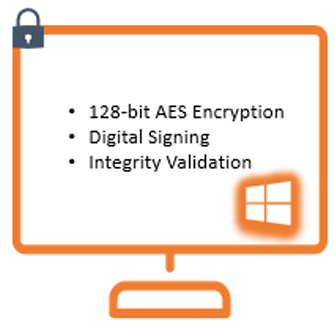 • 128-bit AES Encryption
• Digital Signing
• Integrity Validation